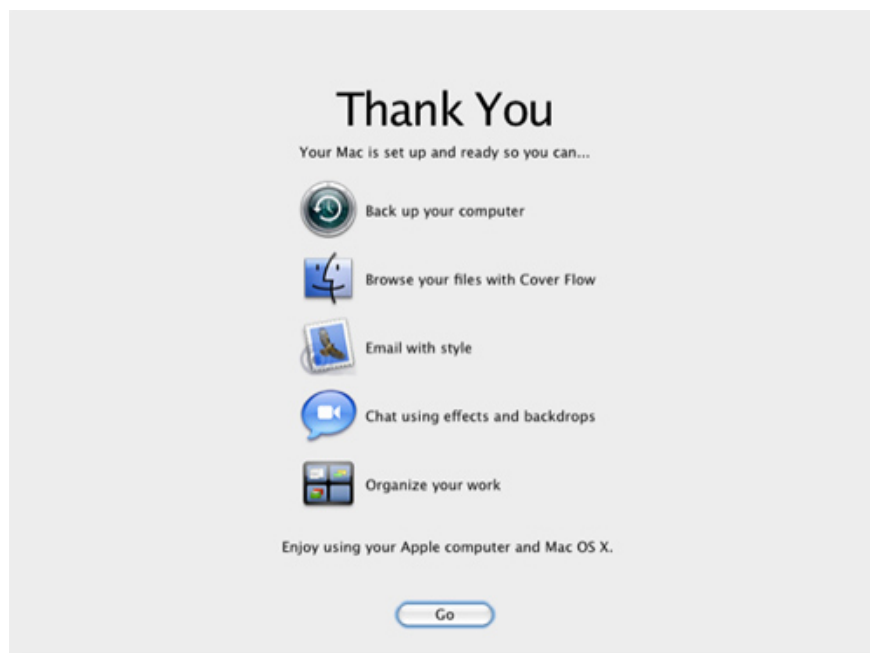 Thank You
Your Mac is set up and ready so you can...
Back up your computer
Browse your files with Cover Flow
Email with style
Chat using effects and backdrops
Organize your work
Enjoy using your Apple computer and Mac OS X.
Go